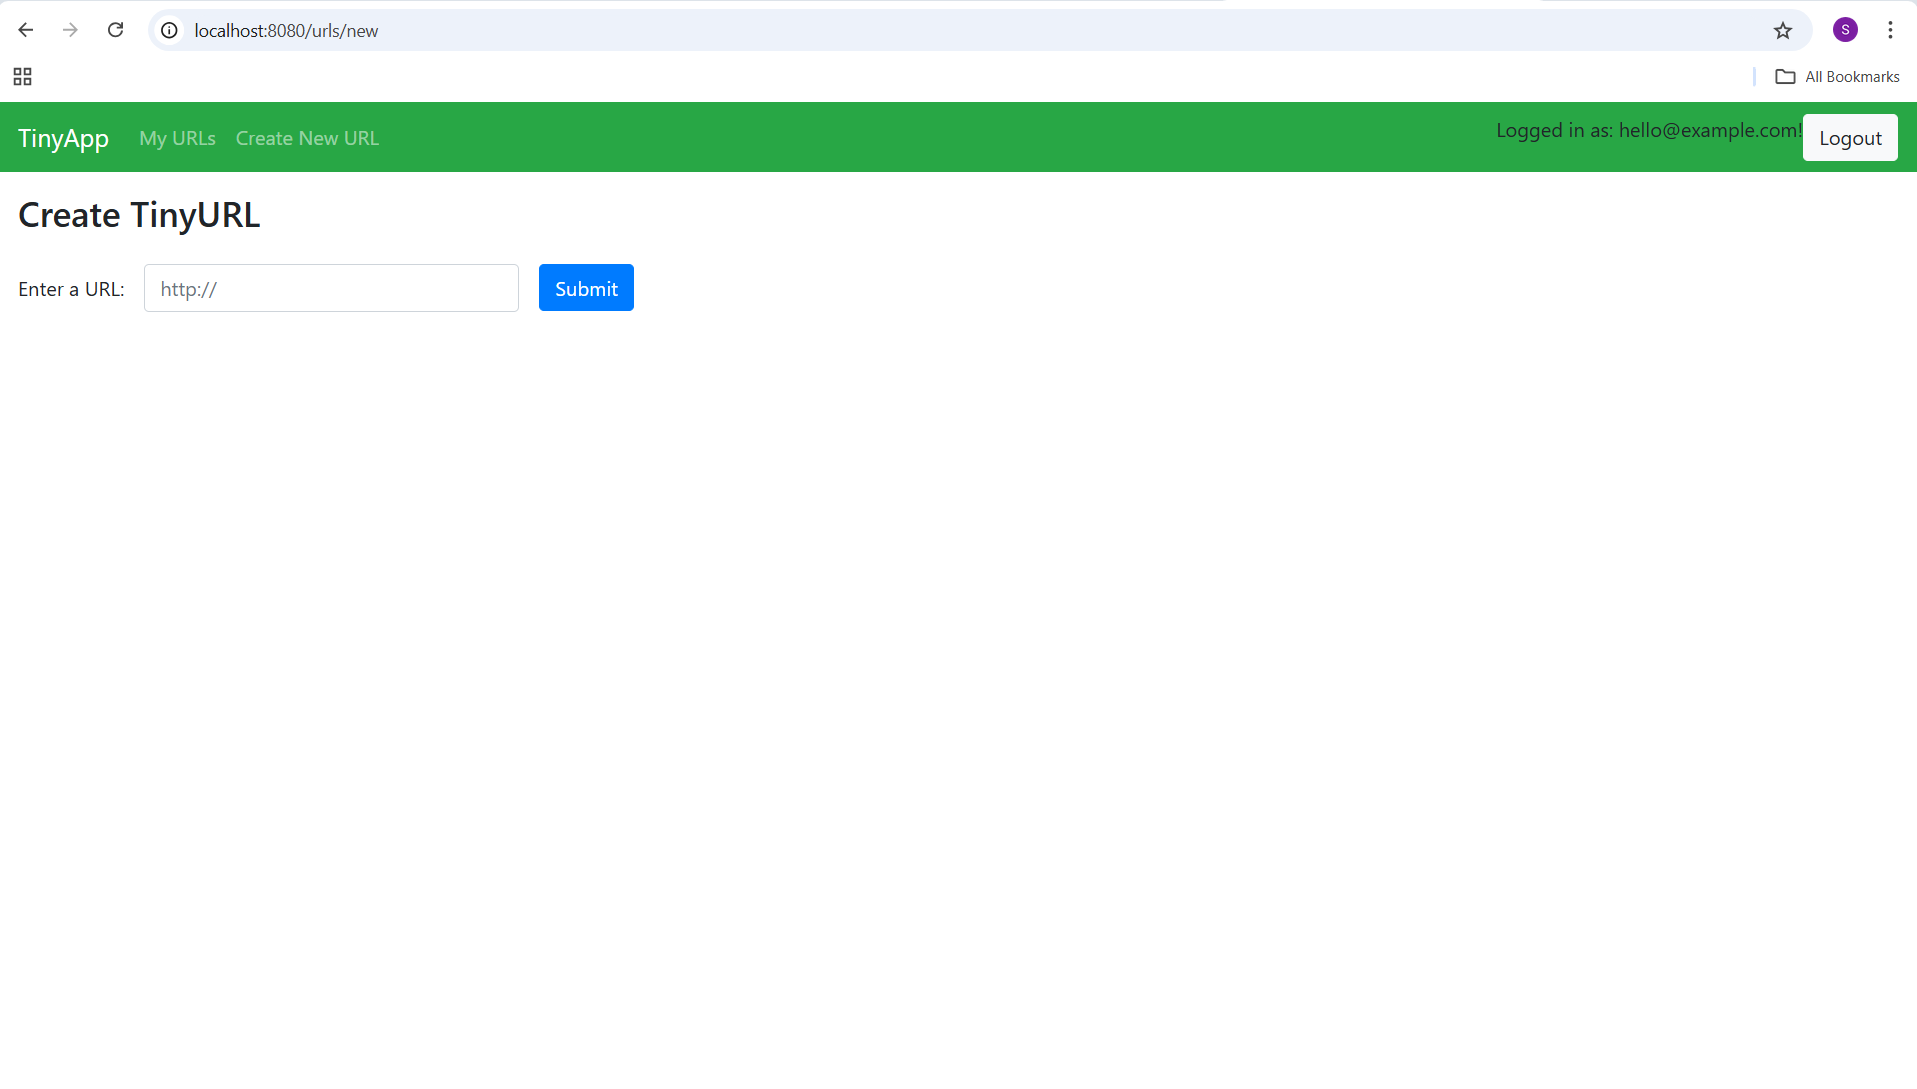 localhost:8080/urls/new
S
All Bookmarks
TinyApp My URLs Create New URL Logged in as: hello@example.com! Logout
Create TinyURL
Enter a URL: http:// Submit